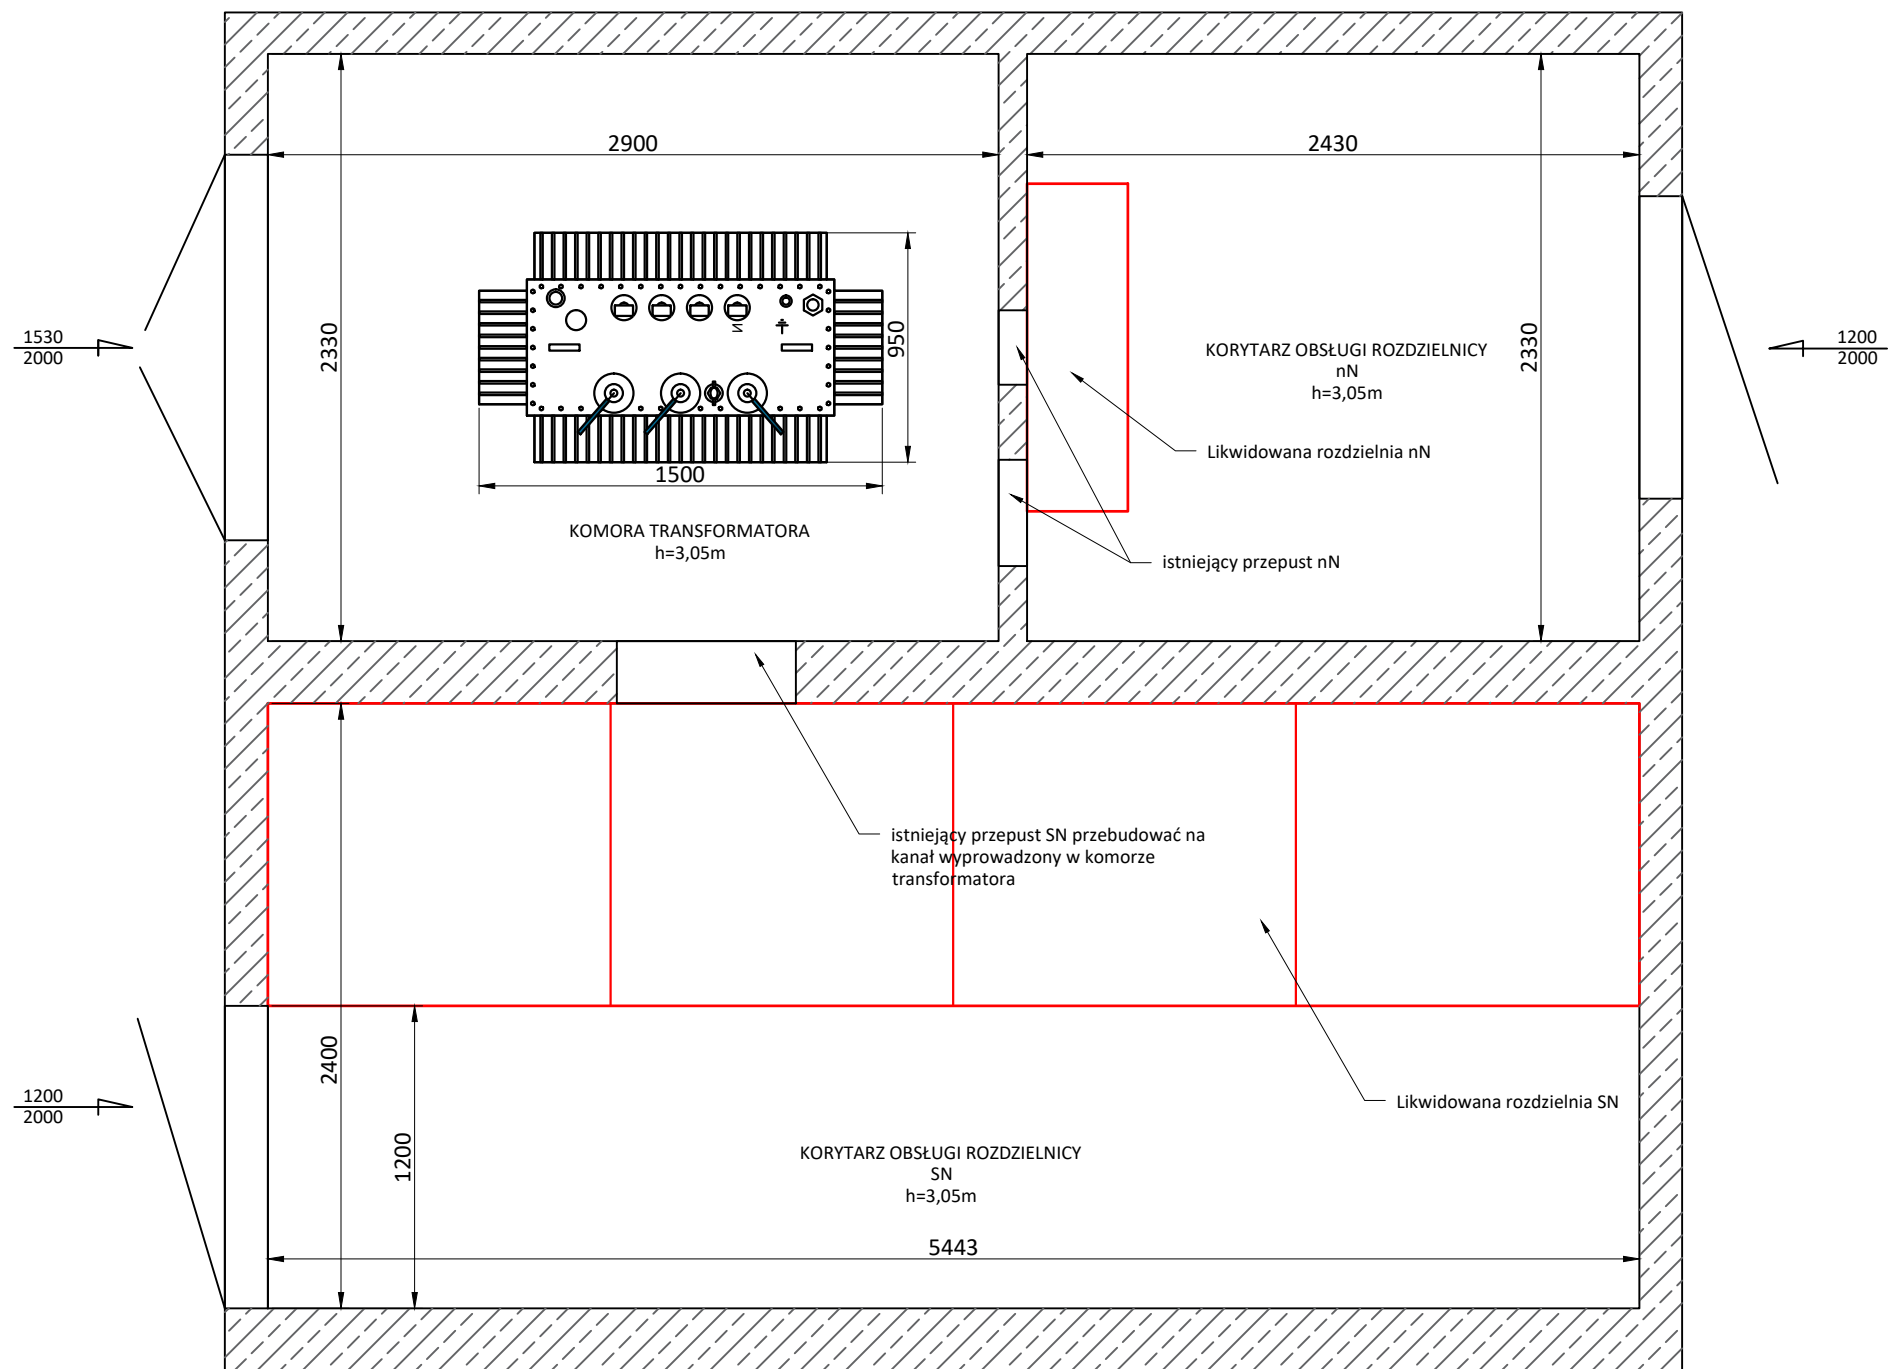 2900
2430
2330
950
1500
KOMORA TRANSFORMATORA
h=3,05m
N
1530
2000
2330
KORYTARZ OBSŁUGI ROZDZIELNICY
nN
h=3,05m
Likwidowana rozdzielnia nN
istniejący przepust nN
1200
2000
istniejący przepust SN przebudować na
kanał wyprowadzony w komorze
transformatora
2400
1200
1200
2000
Likwidowana rozdzielnia SN
KORYTARZ OBSŁUGI ROZDZIELNICY
SN
h=3,05m
5443